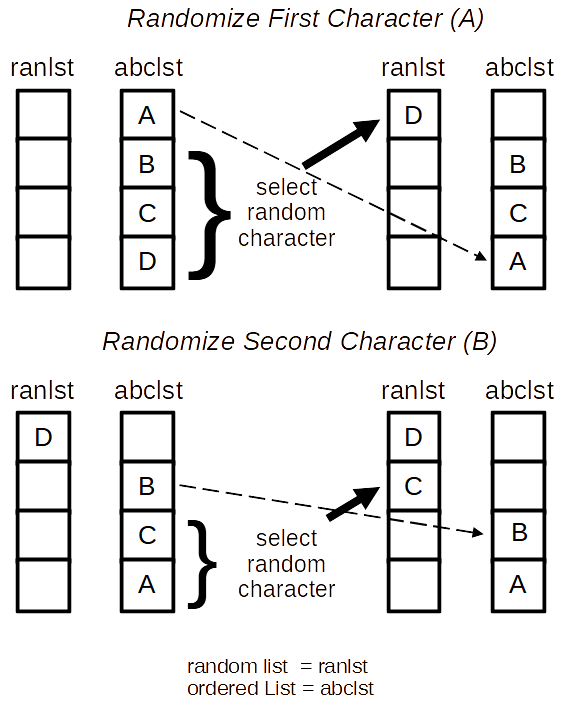 Randomize First Character (A)
ranlst abclst ranlst abclst
A D
B B
select
C random C
character
D A
Randomize Second Character (B)
ranlst abclst ranlst abclst
D D
B C
C select B
random
A character A
random list = ranlst
ordered List = abclst